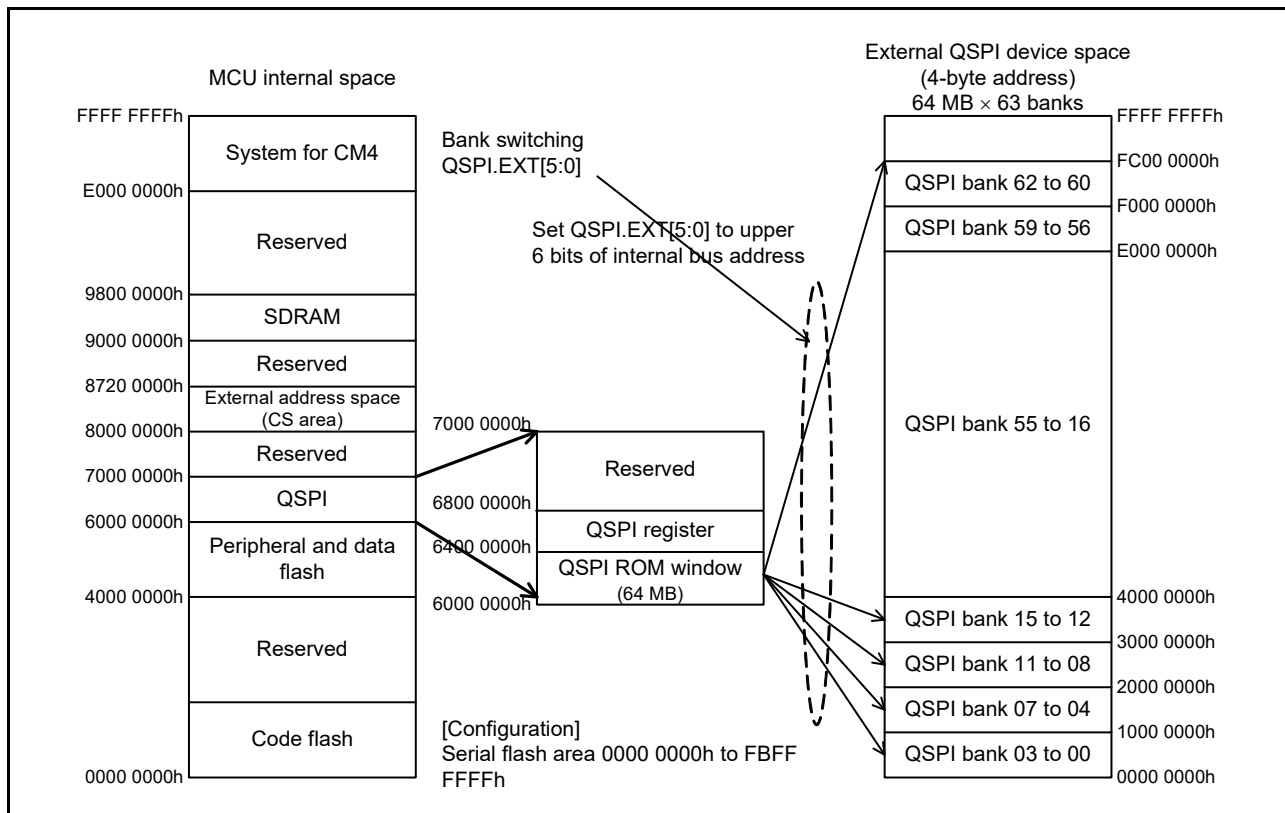 MCU internal space
FFFF FFFFh
System for CM4
E000 0000h
Reserved
9800 0000h
SDRAM
9000 0000h
Reserved
8720 0000h
External address space
(CS area)
8000 0000h
Reserved
7000 0000h
QSPI
6000 0000h
Peripheral and data
flash
4000 0000h
Reserved
Code flash
0000 0000h
Bank switching
QSPI.EXT[5:0]
Set QSPI.EXT[5:0] to upper
6 bits of internal bus address
7000 0000h
Reserved
6800 0000h
QSPI register
6400 0000h
QSPI ROM window
(64 MB)
6000 0000h
[Configuration]
Serial flash area 0000 0000h to FBFF
FFFFh
External QSPI device space
(4-byte address)
64 MB × 63 banks
FFFF FFFFh
FC00 0000h
QSPI bank 62 to 60
F000 0000h
QSPI bank 59 to 56
E000 0000h
QSPI bank 55 to 16
4000 0000h
QSPI bank 15 to 12
3000 0000h
QSPI bank 11 to 08
2000 0000h
QSPI bank 07 to 04
1000 0000h
QSPI bank 03 to 00
0000 0000h